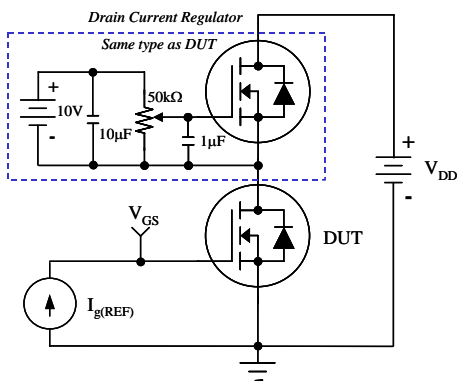 Drain Current Regulator
Same type as DUT
+
10V
-
10μF
50kΩ
1μF
+
V_DD
-
V_GS
DUT
I_g(REF)